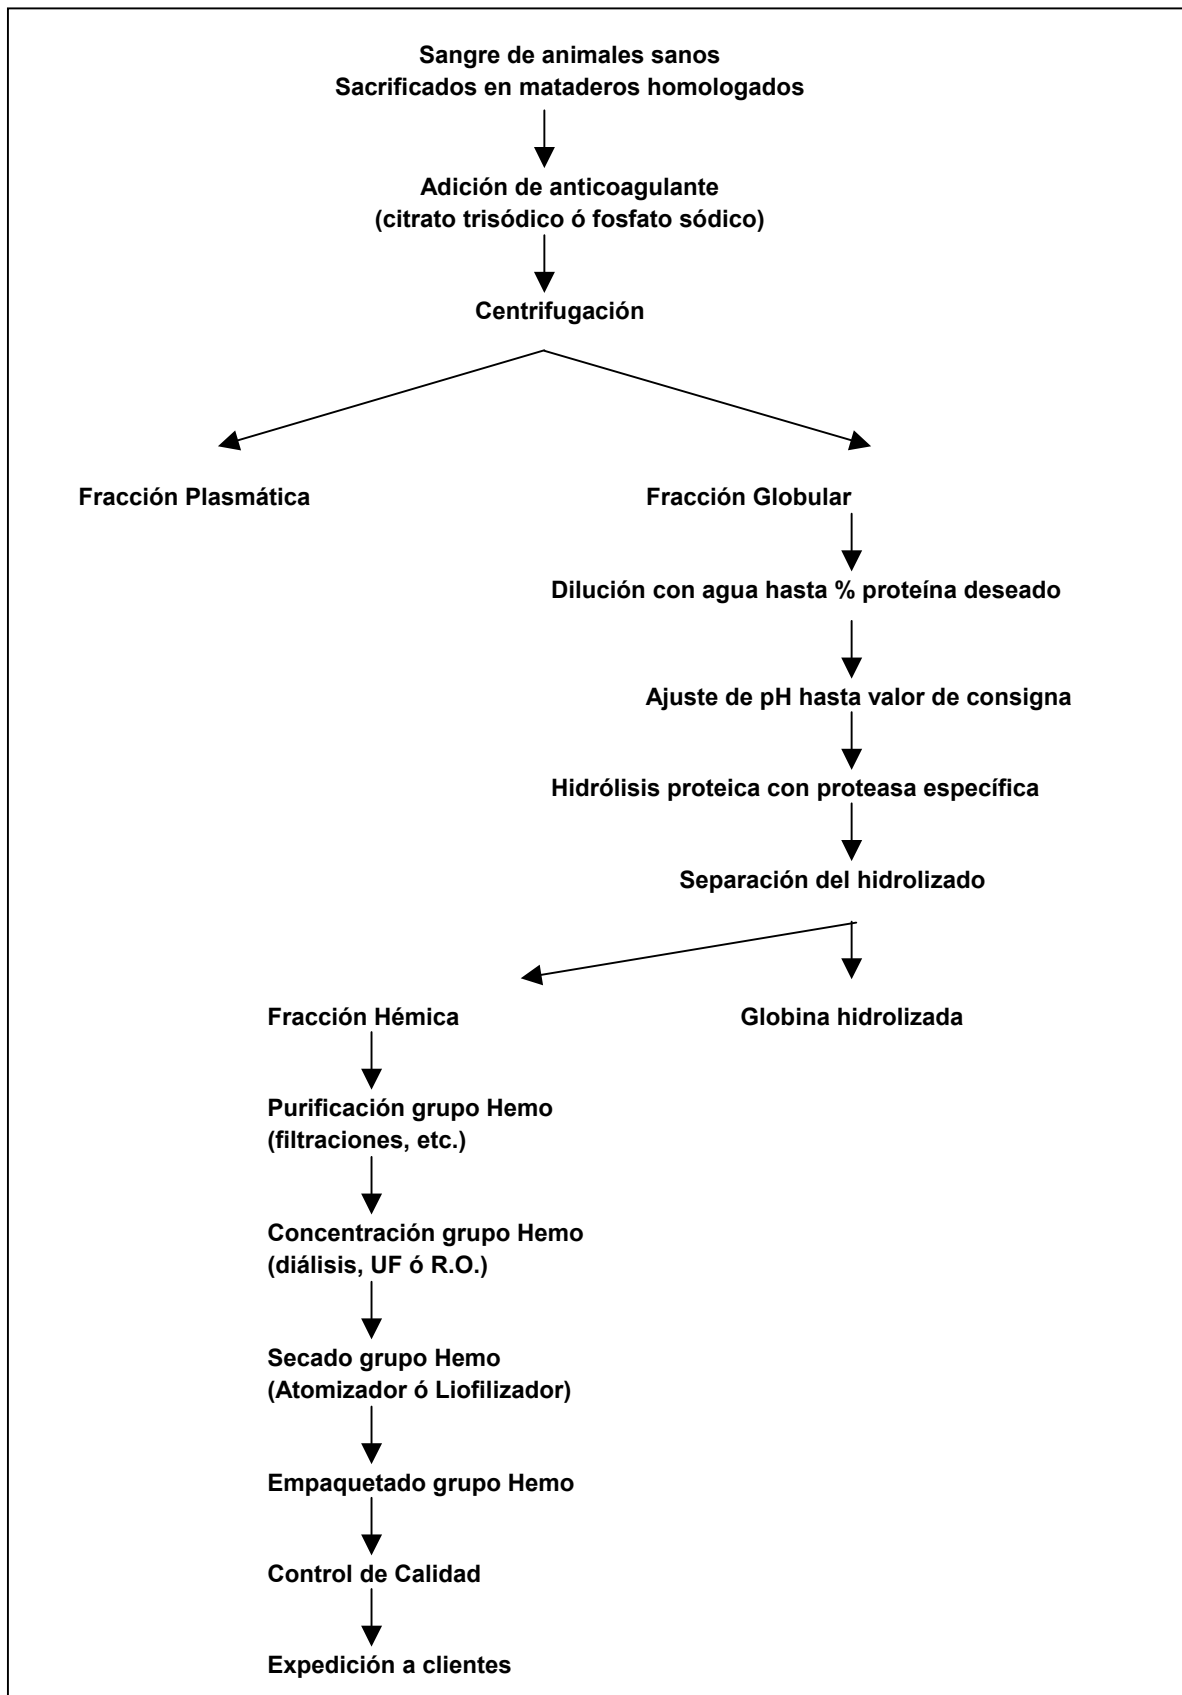 Sangre de animales sanos
Sacrificados en mataderos homologados
Adición de anticoagulante
(citrato trisódico ó fosfato sódico)
Centrifugación
Fracción Plasmática
Fracción Globular
Dilución con agua hasta % proteína deseado
Ajuste de pH hasta valor de consigna
Hidrólisis proteica con proteasa específica
Separación del hidrolizado
Fracción Hémica
Globina hidrolizada
Purificación grupo Hemo
(filtraciones, etc.)
Concentración grupo Hemo
(diálisis, UF ó R.O.)
Secado grupo Hemo
(Atomizador ó Liofilizador)
Empaquetado grupo Hemo
Control de Calidad
Expedición a clientes